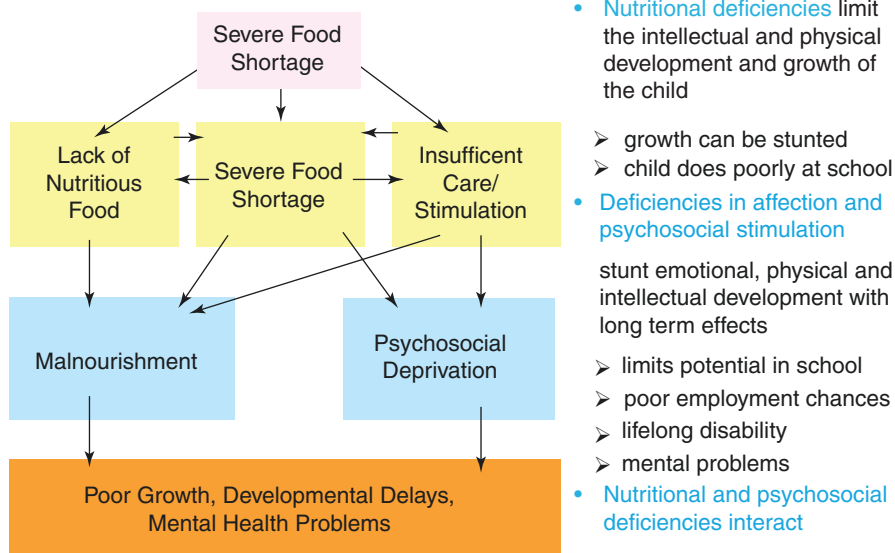 Severe Food
Shortage
Lack of
Nutritious
Food
Severe Food
Shortage
Insufficent
Care/
Stimulation
Malnourishment
Psychosocial
Deprivation
Poor Growth, Developmental Delays,
Mental Health Problems
• Nutritional deficiencies limit
the intellectual and physical
development and growth of
the child
➢ growth can be stunted
➢ child does poorly at school
• Deficiencies in affection and
psychosocial stimulation
stunt emotional, physical and
intellectual development with
long term effects
➢ limits potential in school
➢ poor employment chances
➢ lifelong disability
➢ mental problems
• Nutritional and psychosocial
deficiencies interact